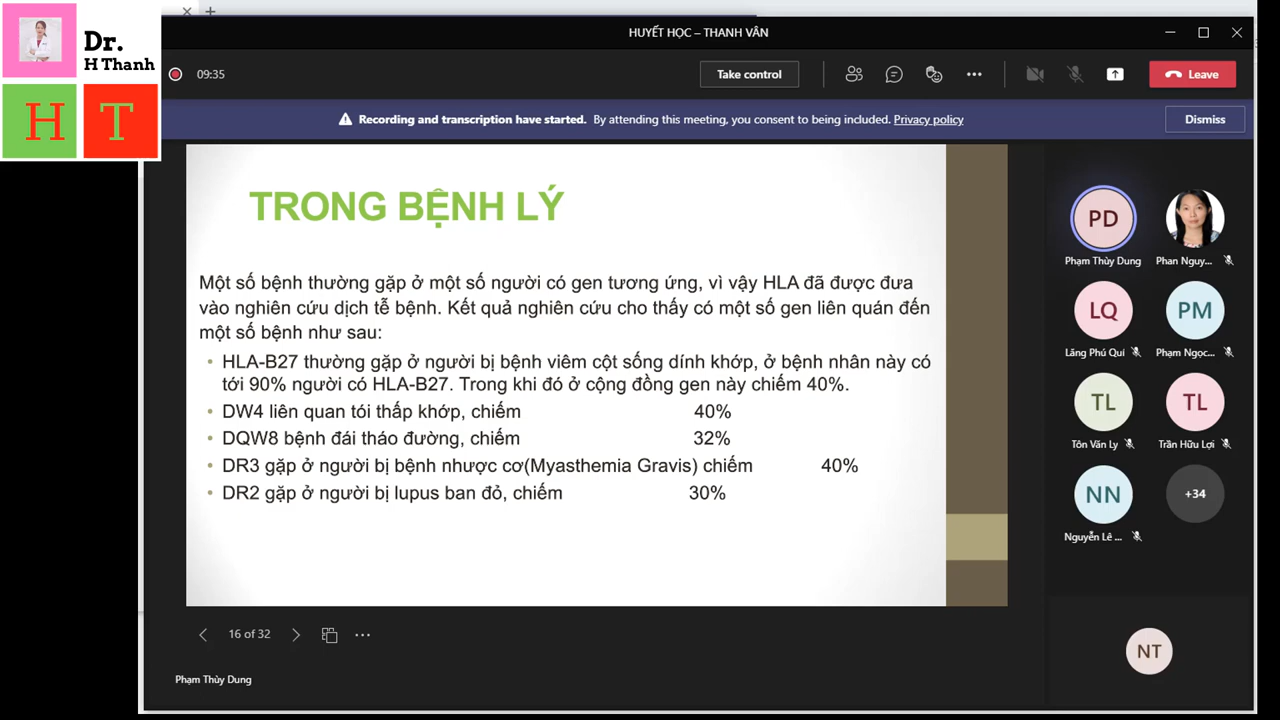 Dr.
H Thanh
H T
HUYẾT HỌC – THANH VÂN
09:35
Take control
Leave
Recording and transcription have started. By attending this meeting, you consent to being included. Privacy policy
Dismiss
TRONG BỆNH LÝ
Một số bệnh thường gặp ở một số người có gen tương ứng, vì vậy HLA đã được đưa
vào nghiên cứu dịch tễ bệnh. Kết quả nghiên cứu cho thấy có một số gen liên quán đến
một số bệnh như sau:
• HLA-B27 thường gặp ở người bị bệnh viêm cột sống dính khớp, ở bệnh nhân này có
tới 90% người có HLA-B27. Trong khi đó ở cộng đồng gen này chiếm 40%.
• DW4 liên quan tói thấp khớp, chiếm 40%
• DQW8 bệnh đái tháo đường, chiếm 32%
• DR3 gặp ở người bị bệnh nhược cơ(Myasthemia Gravis) chiếm 40%
• DR2 gặp ở người bị lupus ban đỏ, chiếm 30%
PD
Phạm Thùy Dung
Phan Nguy...
LQ
Lăng Phú Quí
PM
Phạm Ngọc...
TL
Tôn Văn Ly
TL
Trần Hữu Lợi
NN
Nguyễn Lê ...
+34
NT
16 of 32
Phạm Thùy Dung